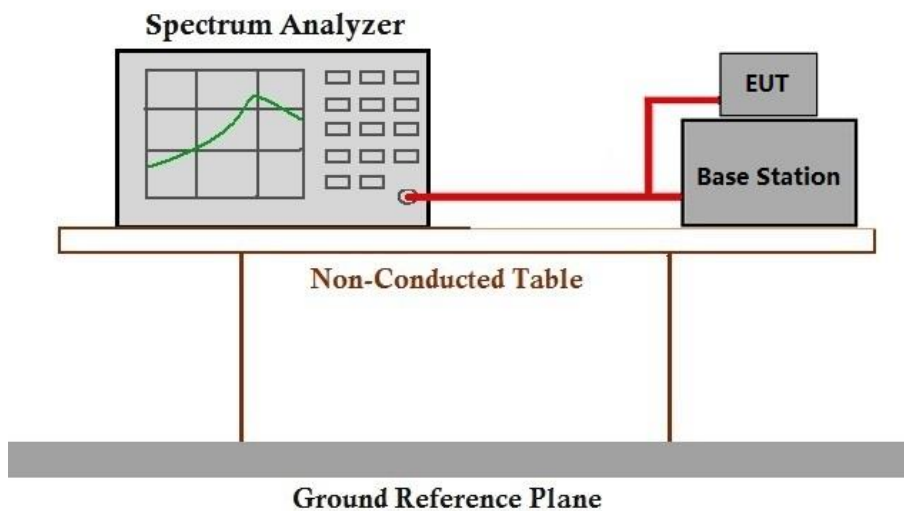 Spectrum Analyzer
EUT
Base Station
Non-Conducted Table
Ground Reference Plane